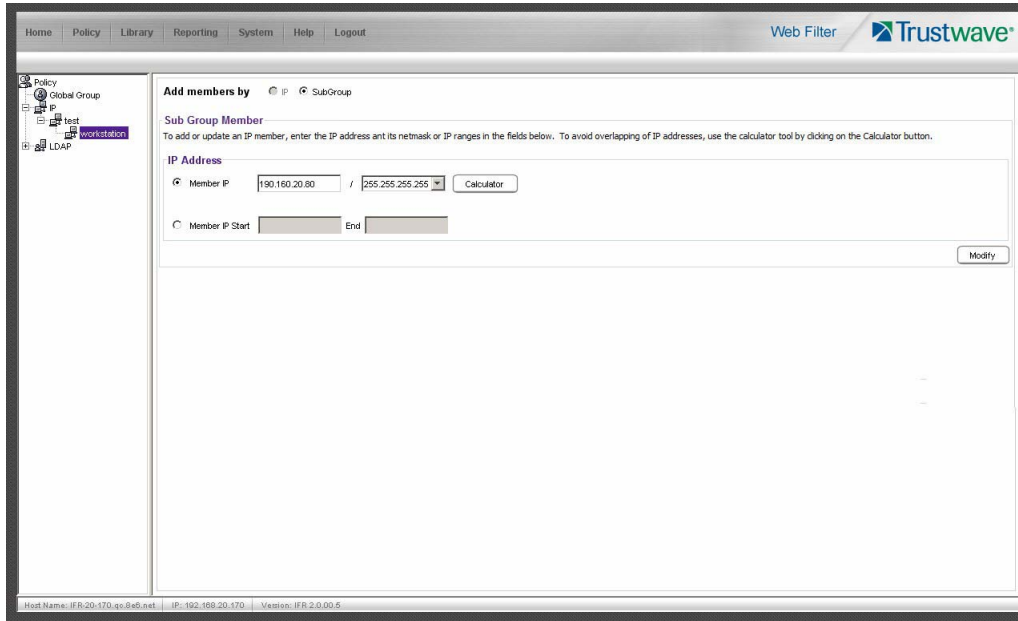 Home Policy Library Reporting System Help Logout
Web Filter Trustwave®
Policy
Global Group
IP
test
workstation
LDAP
Add members by IP SubGroup
Sub Group Member
To add or update an IP member, enter the IP address ant its netmask or IP ranges in the fields below. To avoid overlapping of IP addresses, use the calculator tool by clicking on the Calculator button.
IP Address
Member IP 190.160.20.80 / 255.255.255.255 Calculator
Member IP Start End
Modify
Host Name: IFR-20-170.qc.8e6.net IP: 192.168.20.170 Version: IFR 2.0.00.5